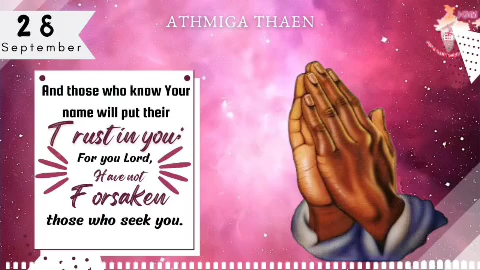 28
September
ATHMIGA THAEN
And those who know Your
name will put their
Trust in you;
For you Lord,
Have not
Forsaken
those who seek you.